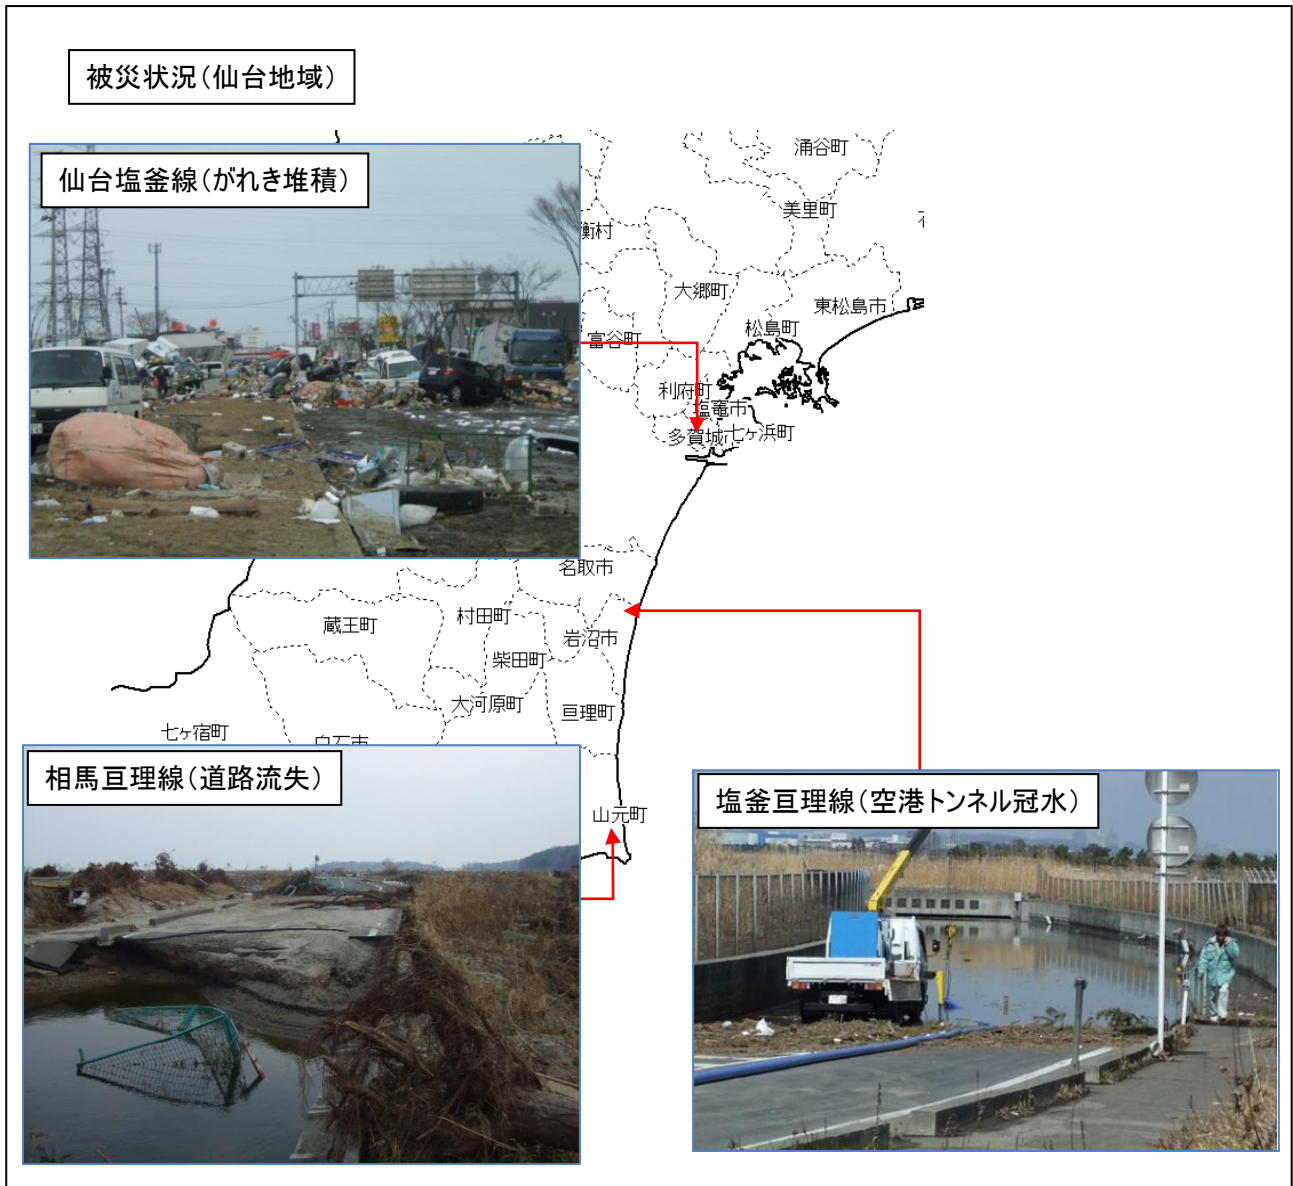 被災状況(仙台地域)
仙台塩釜線(がれき堆積)
涌谷町
美里町
衡村
大郷町
東松島市
松島町
富谷町
利府町
塩竈市
多賀城
七ヶ浜町
名取市
村田町
蔵王町
岩沼市
柴田町
大河原町
亘理町
七ヶ宿町
白石市
相馬亘理線(道路流失)
塩釜亘理線(空港トンネル冠水)
山元町